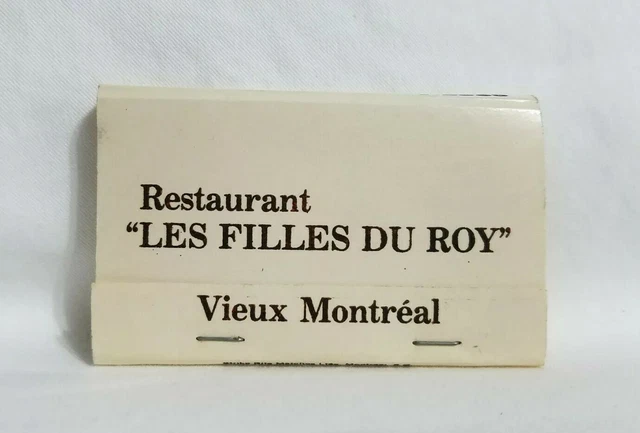 Restaurant
“LES FILLES DU ROY”
Vieux Montréal